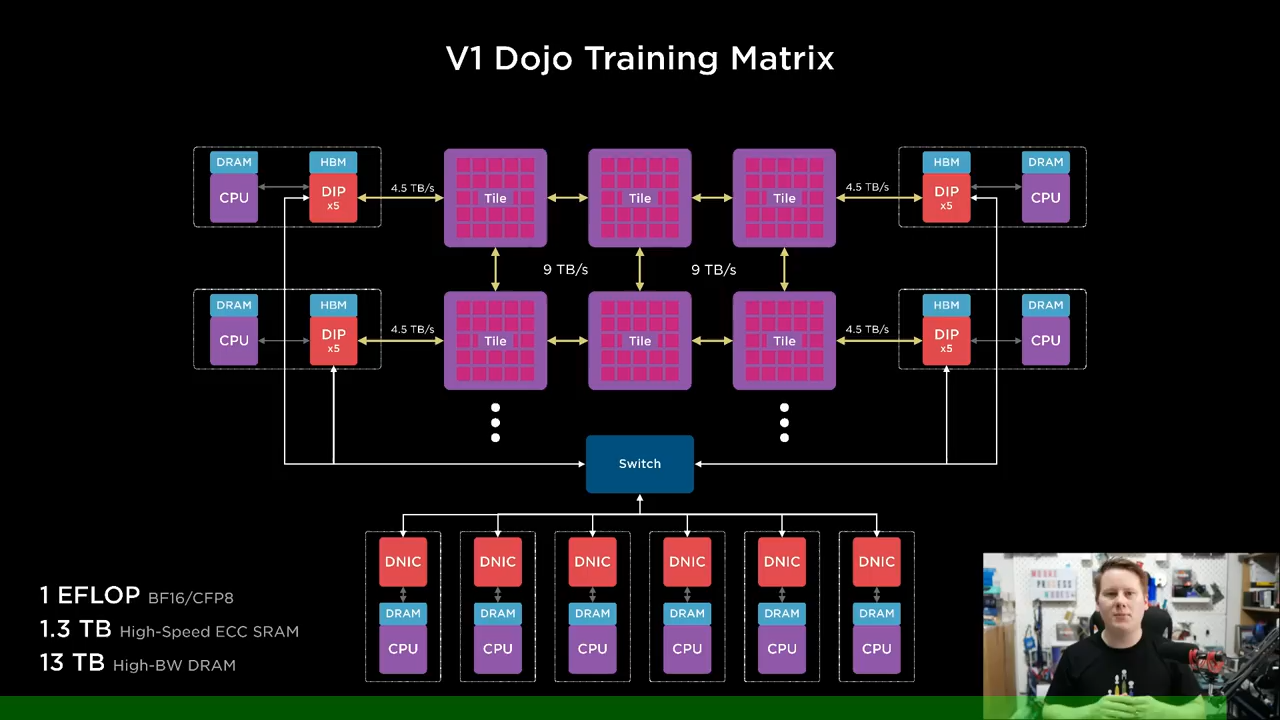 V1 Dojo Training Matrix
DRAM HBM HBM DRAM
CPU DIP x5 4.5 TB/s Tile Tile Tile 4.5 TB/s DIP x5 CPU
9 TB/s 9 TB/s
DRAM HBM HBM DRAM
CPU DIP x5 4.5 TB/s Tile Tile Tile 4.5 TB/s DIP x5 CPU
Switch
DNIC DNIC DNIC DNIC DNIC DNIC
DRAM DRAM DRAM DRAM DRAM DRAM
CPU CPU CPU CPU CPU CPU
1 EFLOP BF16/CFP8
1.3 TB High-Speed ECC SRAM
13 TB High-BW DRAM